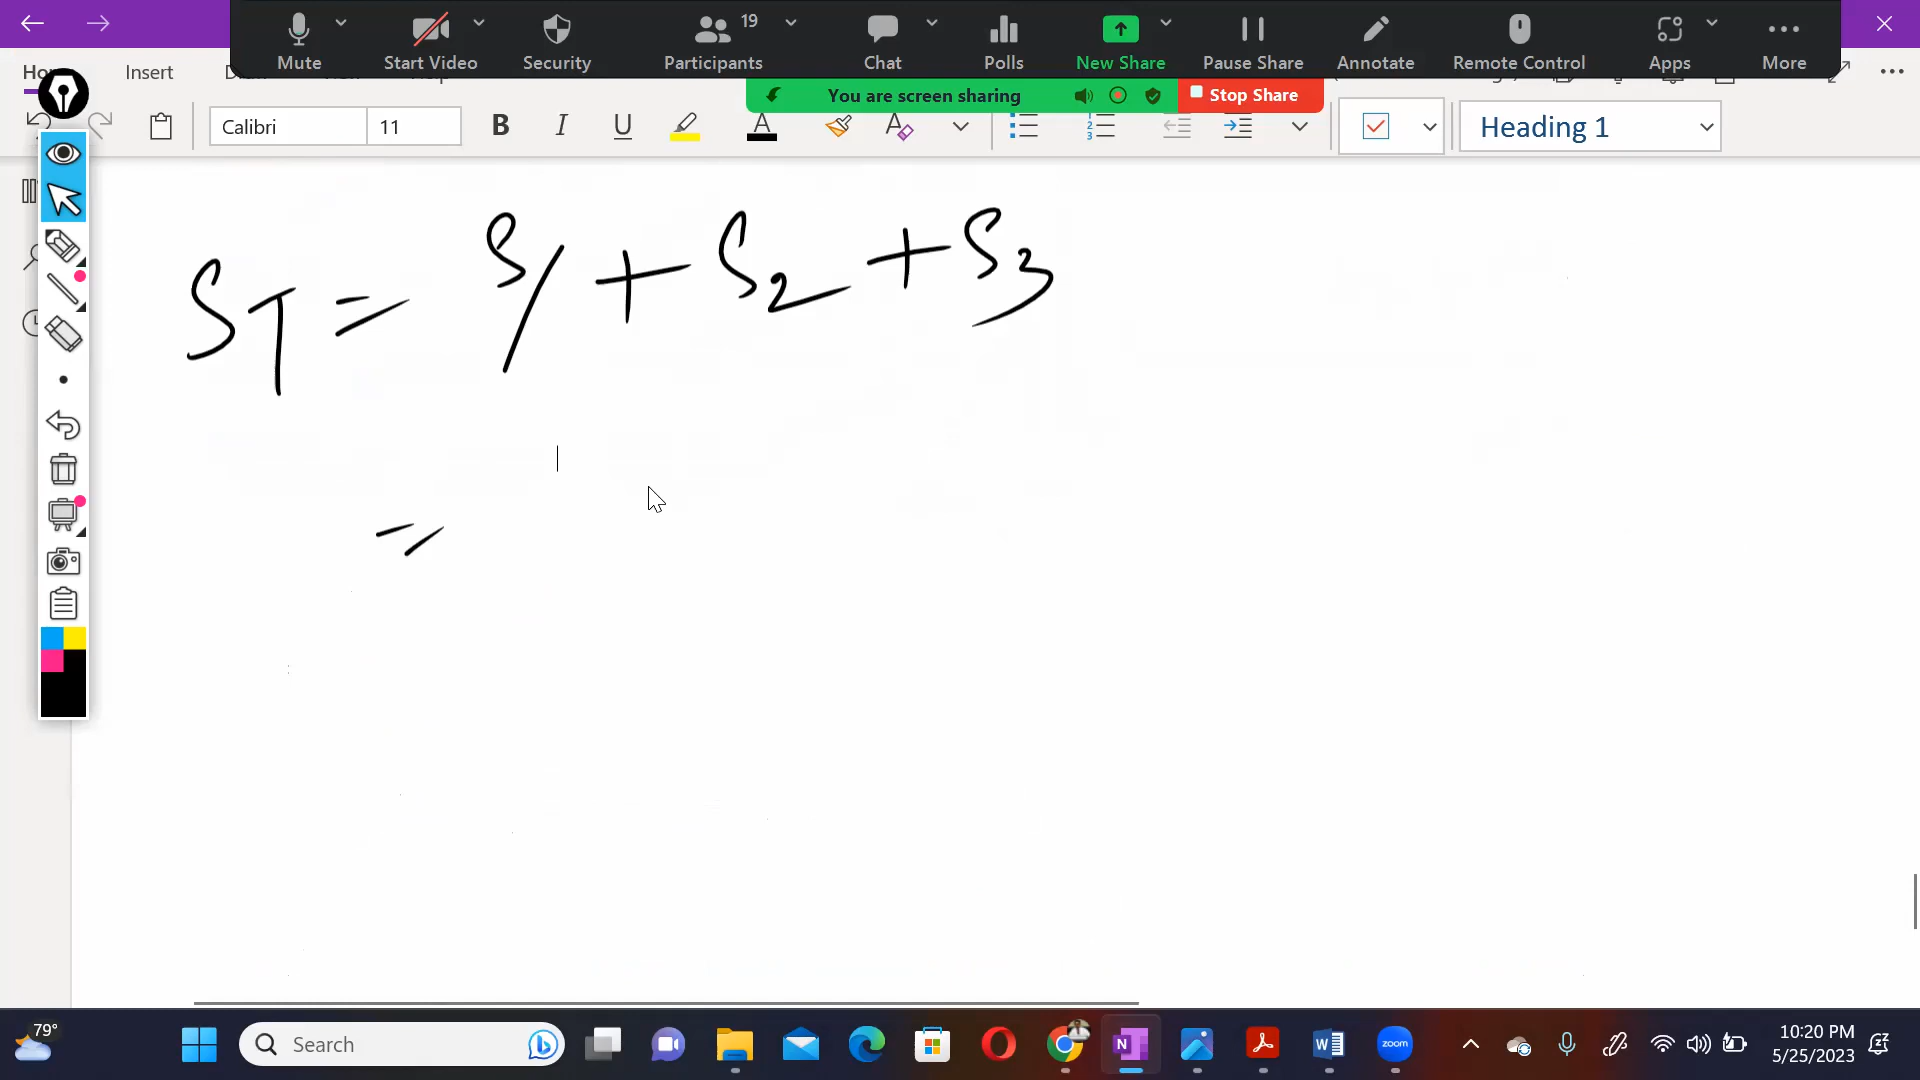 Mute
Start Video
Security
Participants 19
Chat
Polls
New Share
Pause Share
Annotate
Remote Control
Apps
More
Insert
You are screen sharing
Stop Share
Calibri
11
B I U
A
Heading 1
ST = S1 + S2 + S3
=
79°
Search
zoom
10:20 PM
5/25/2023